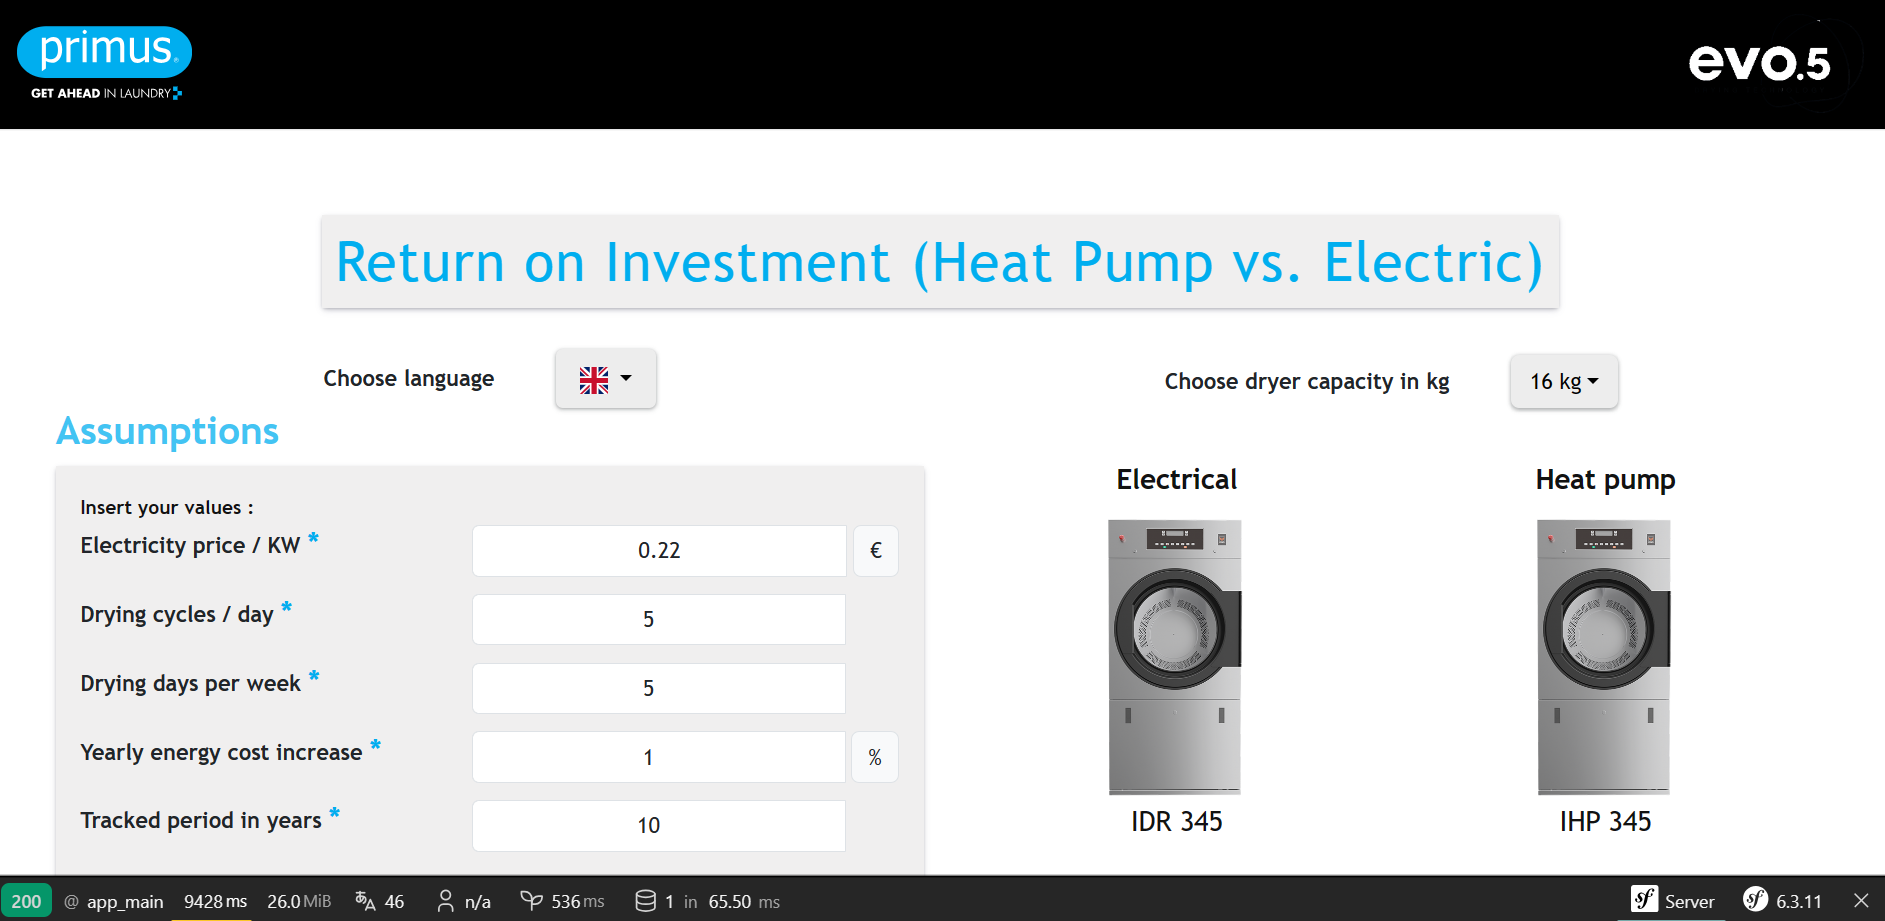 primus
GET AHEAD IN LAUNDRY
evo.5
Return on Investment (Heat Pump vs. Electric)
Choose language
Choose dryer capacity in kg
16 kg
Assumptions
Insert your values :
Electricity price / KW *
0.22
€
Drying cycles / day *
5
Drying days per week *
5
Yearly energy cost increase *
1
%
Tracked period in years *
10
Electrical
Heat pump
IDR 345
IHP 345
200 @ app_main 9428 ms 26.0 MiB 46 n/a 536 ms 1 in 65.50 ms sf Server sf 6.3.11